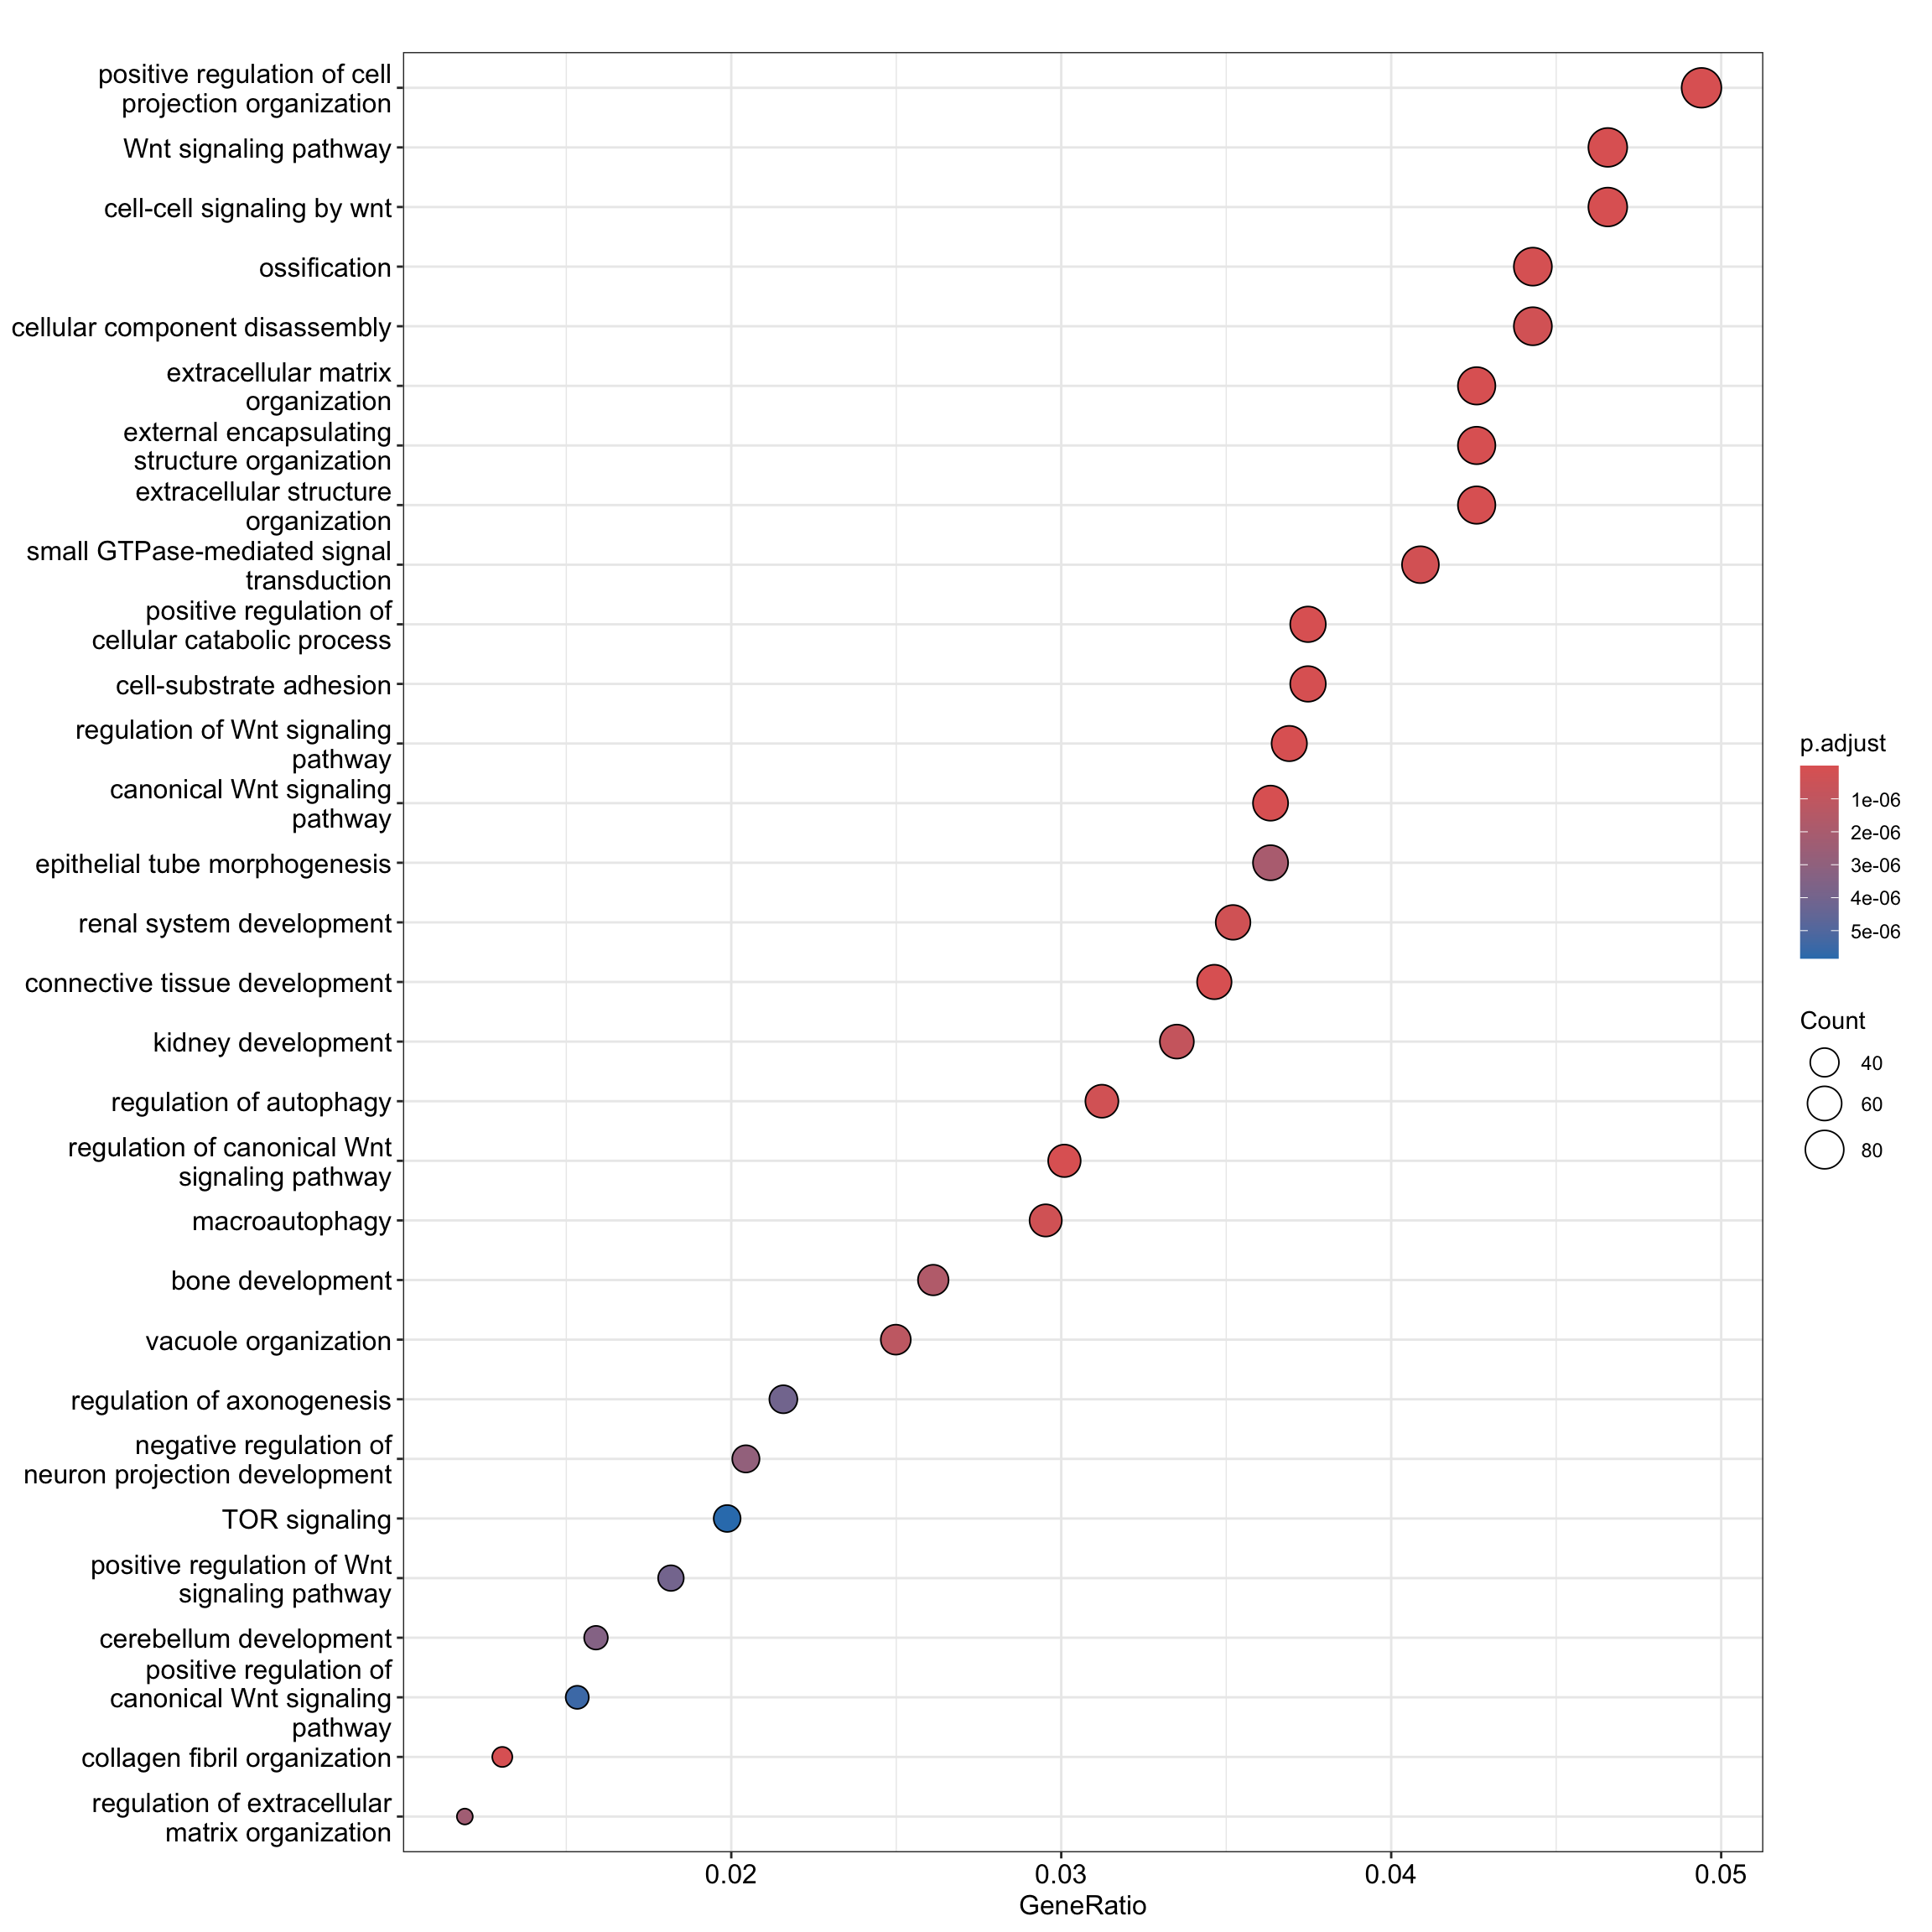 positive regulation of cell
projection organization
Wnt signaling pathway
cell-cell signaling by wnt
ossification
cellular component disassembly
extracellular matrix
organization
external encapsulating
structure organization
extracellular structure
organization
small GTPase-mediated signal
transduction
positive regulation of
cellular catabolic process
cell-substrate adhesion
regulation of Wnt signaling
pathway
canonical Wnt signaling
pathway
epithelial tube morphogenesis
renal system development
connective tissue development
kidney development
regulation of autophagy
regulation of canonical Wnt
signaling pathway
macroautophagy
bone development
vacuole organization
regulation of axonogenesis
negative regulation of
neuron projection development
TOR signaling
positive regulation of Wnt
signaling pathway
cerebellum development
positive regulation of
canonical Wnt signaling
pathway
collagen fibril organization
regulation of extracellular
matrix organization
0.02 0.03 0.04 0.05
GeneRatio
p.adjust
1e-06
2e-06
3e-06
4e-06
5e-06
Count
40
60
80